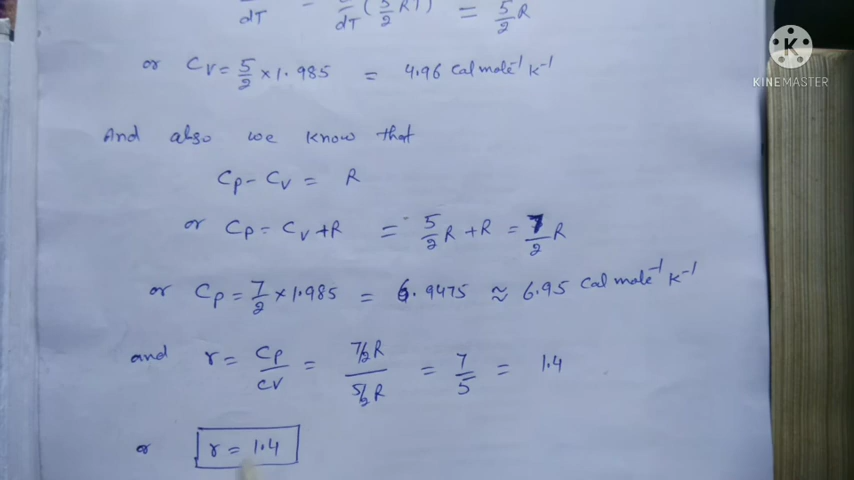 dT dT (5/2 RT) = 5/2 R
or Cv = 5/2 × 1.985 = 4.96 Cal mole⁻¹ K⁻¹
K
KINEMASTER
And also we know that
Cp - Cv = R
or Cp = Cv + R = 5/2 R + R = 7/2 R
or Cp = 7/2 × 1.985 = 6.9475 ≈ 6.95 Cal mole⁻¹ K⁻¹
and r = Cp/Cv = 7/2R / 5/2R = 7/5 = 1.4
or r = 1.4